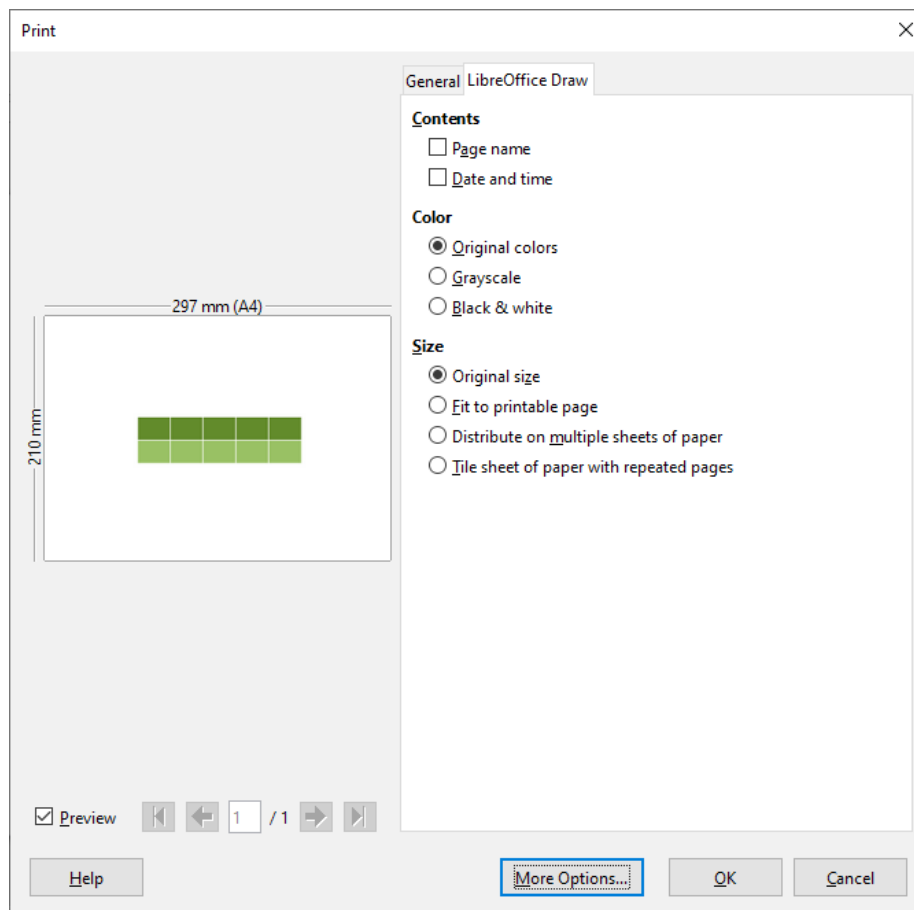 Print
General LibreOffice Draw
Contents
Page name
Date and time
Color
Original colors
Grayscale
Black & white
Size
Original size
Fit to printable page
Distribute on multiple sheets of paper
Tile sheet of paper with repeated pages
297 mm (A4)
210 mm
Preview 1 / 1
Help More Options... OK Cancel